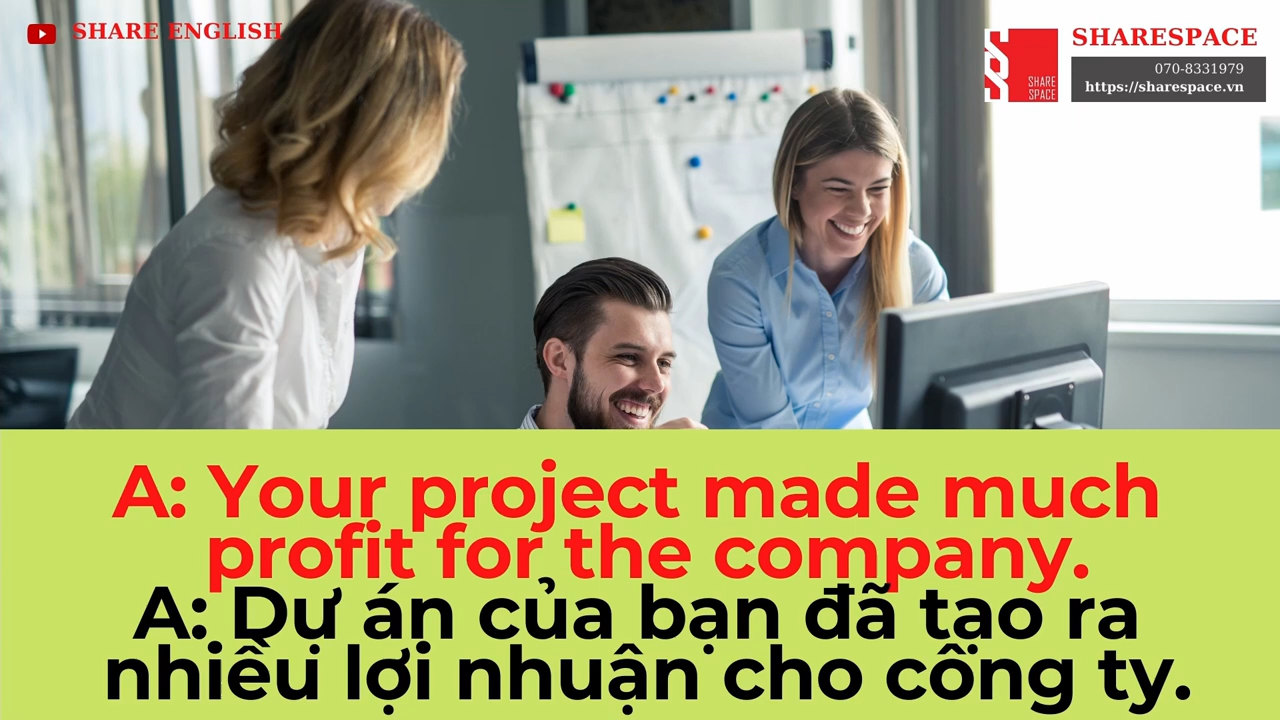 SHARE ENGLISH
SHARESPACE
070-8331979
https://sharespace.vn
SHARE
SPACE
A: Your project made much
profit for the company.
A: Dự án của bạn đã tạo ra
nhiều lợi nhuận cho công ty.